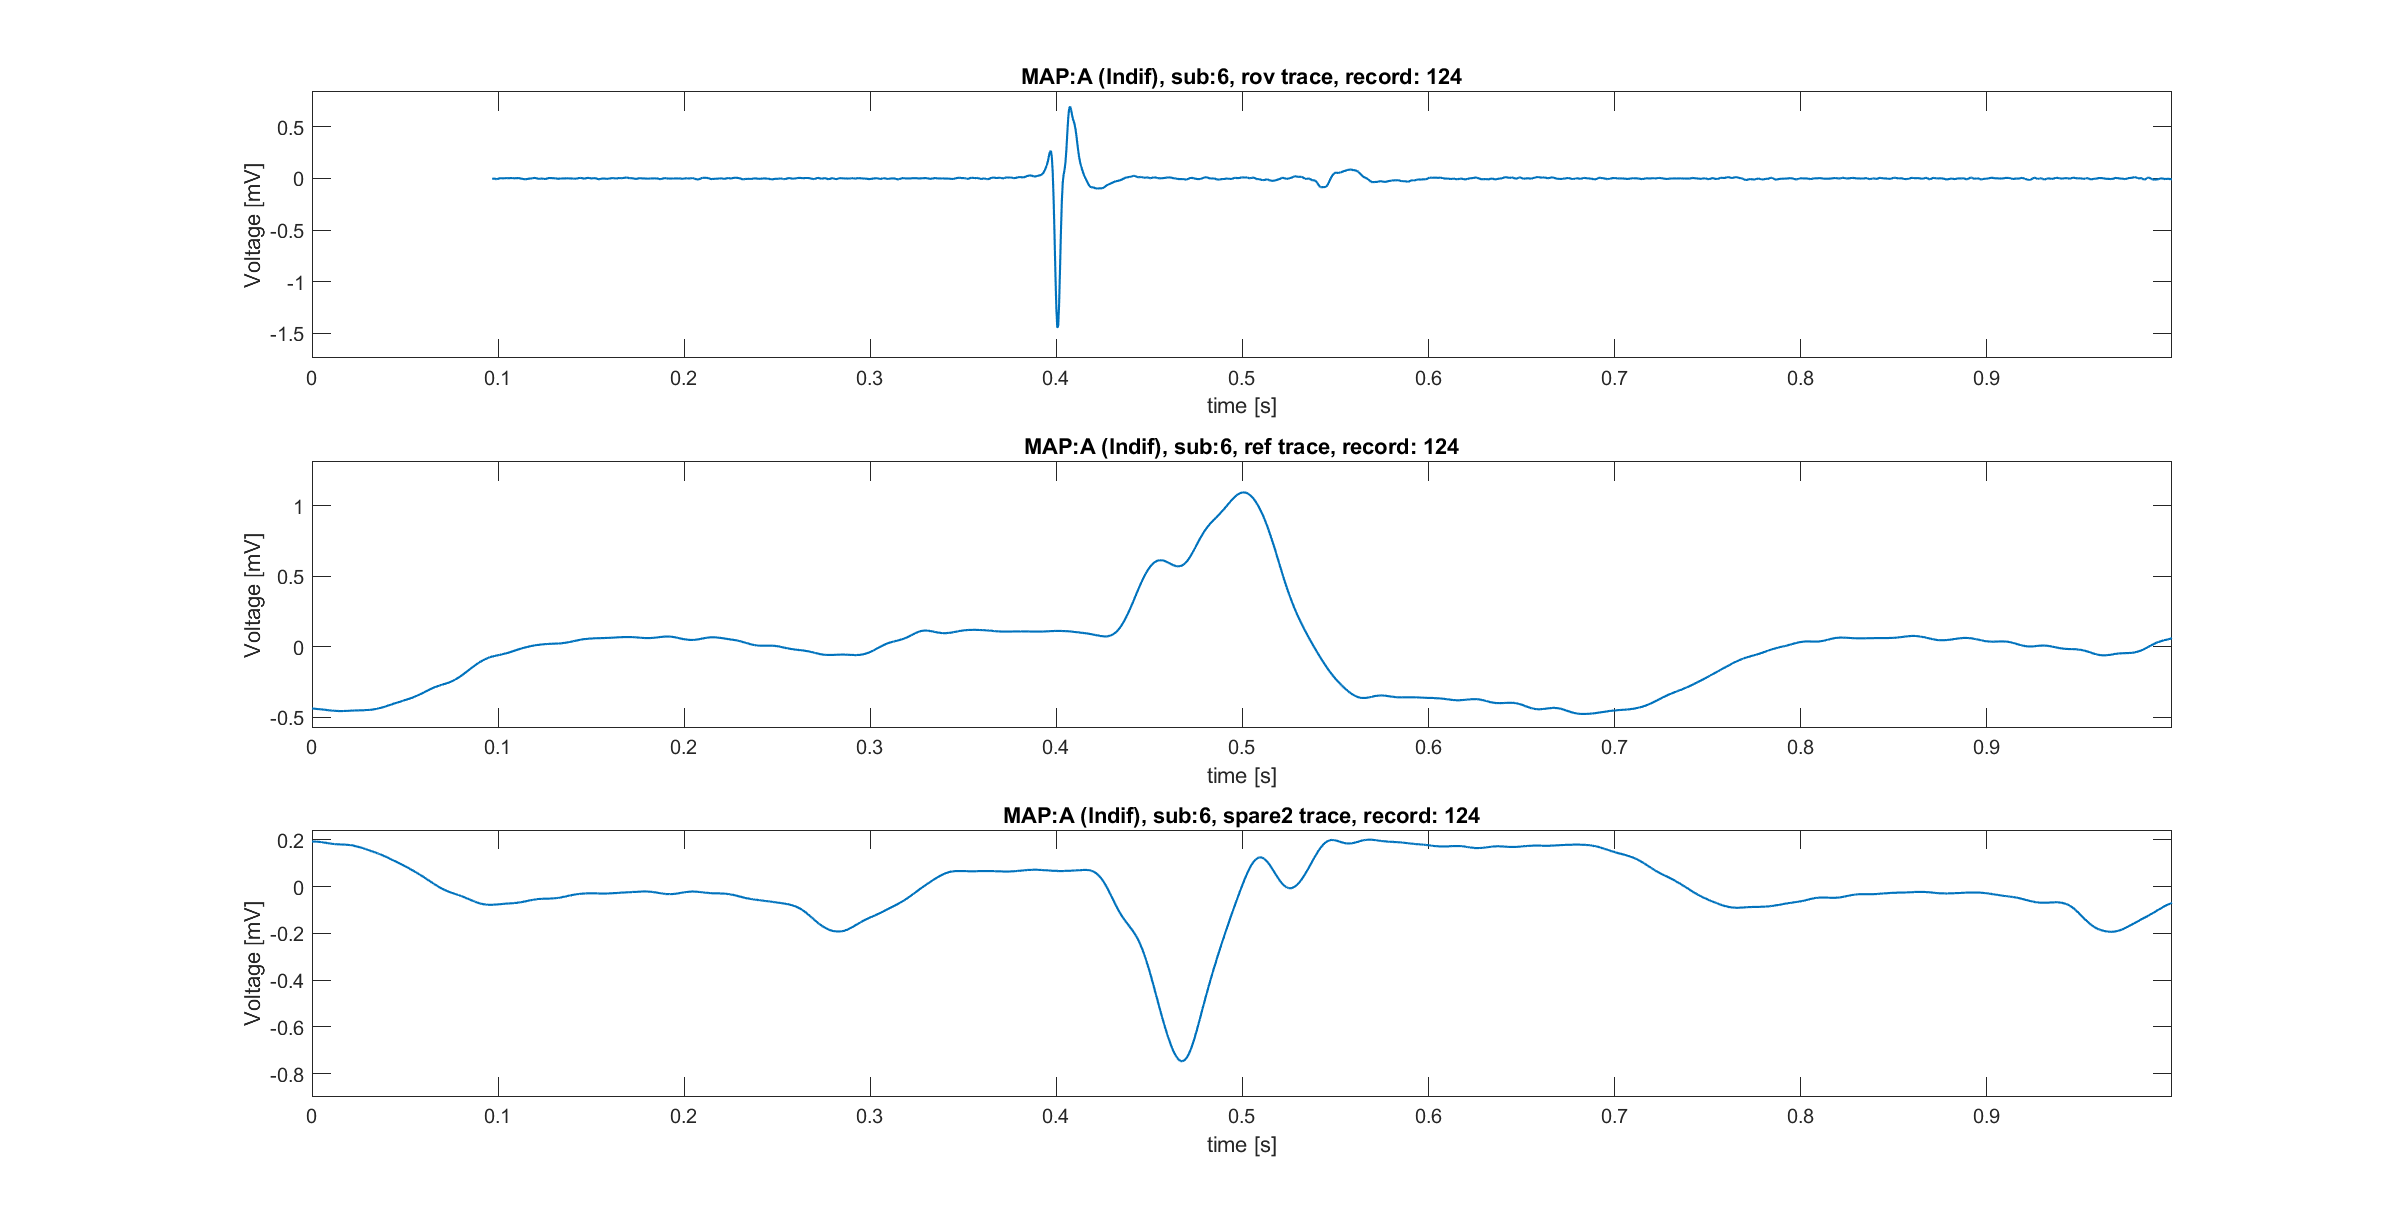 MAP:A (Indif), sub:6, rov trace, record: 124
Voltage [mV]
0.5
0
-0.5
-1
-1.5
0 0.1 0.2 0.3 0.4 0.5 0.6 0.7 0.8 0.9
time [s]
MAP:A (Indif), sub:6, ref trace, record: 124
Voltage [mV]
1
0.5
0
-0.5
0 0.1 0.2 0.3 0.4 0.5 0.6 0.7 0.8 0.9
time [s]
MAP:A (Indif), sub:6, spare2 trace, record: 124
Voltage [mV]
0.2
0
-0.2
-0.4
-0.6
-0.8
0 0.1 0.2 0.3 0.4 0.5 0.6 0.7 0.8 0.9
time [s]